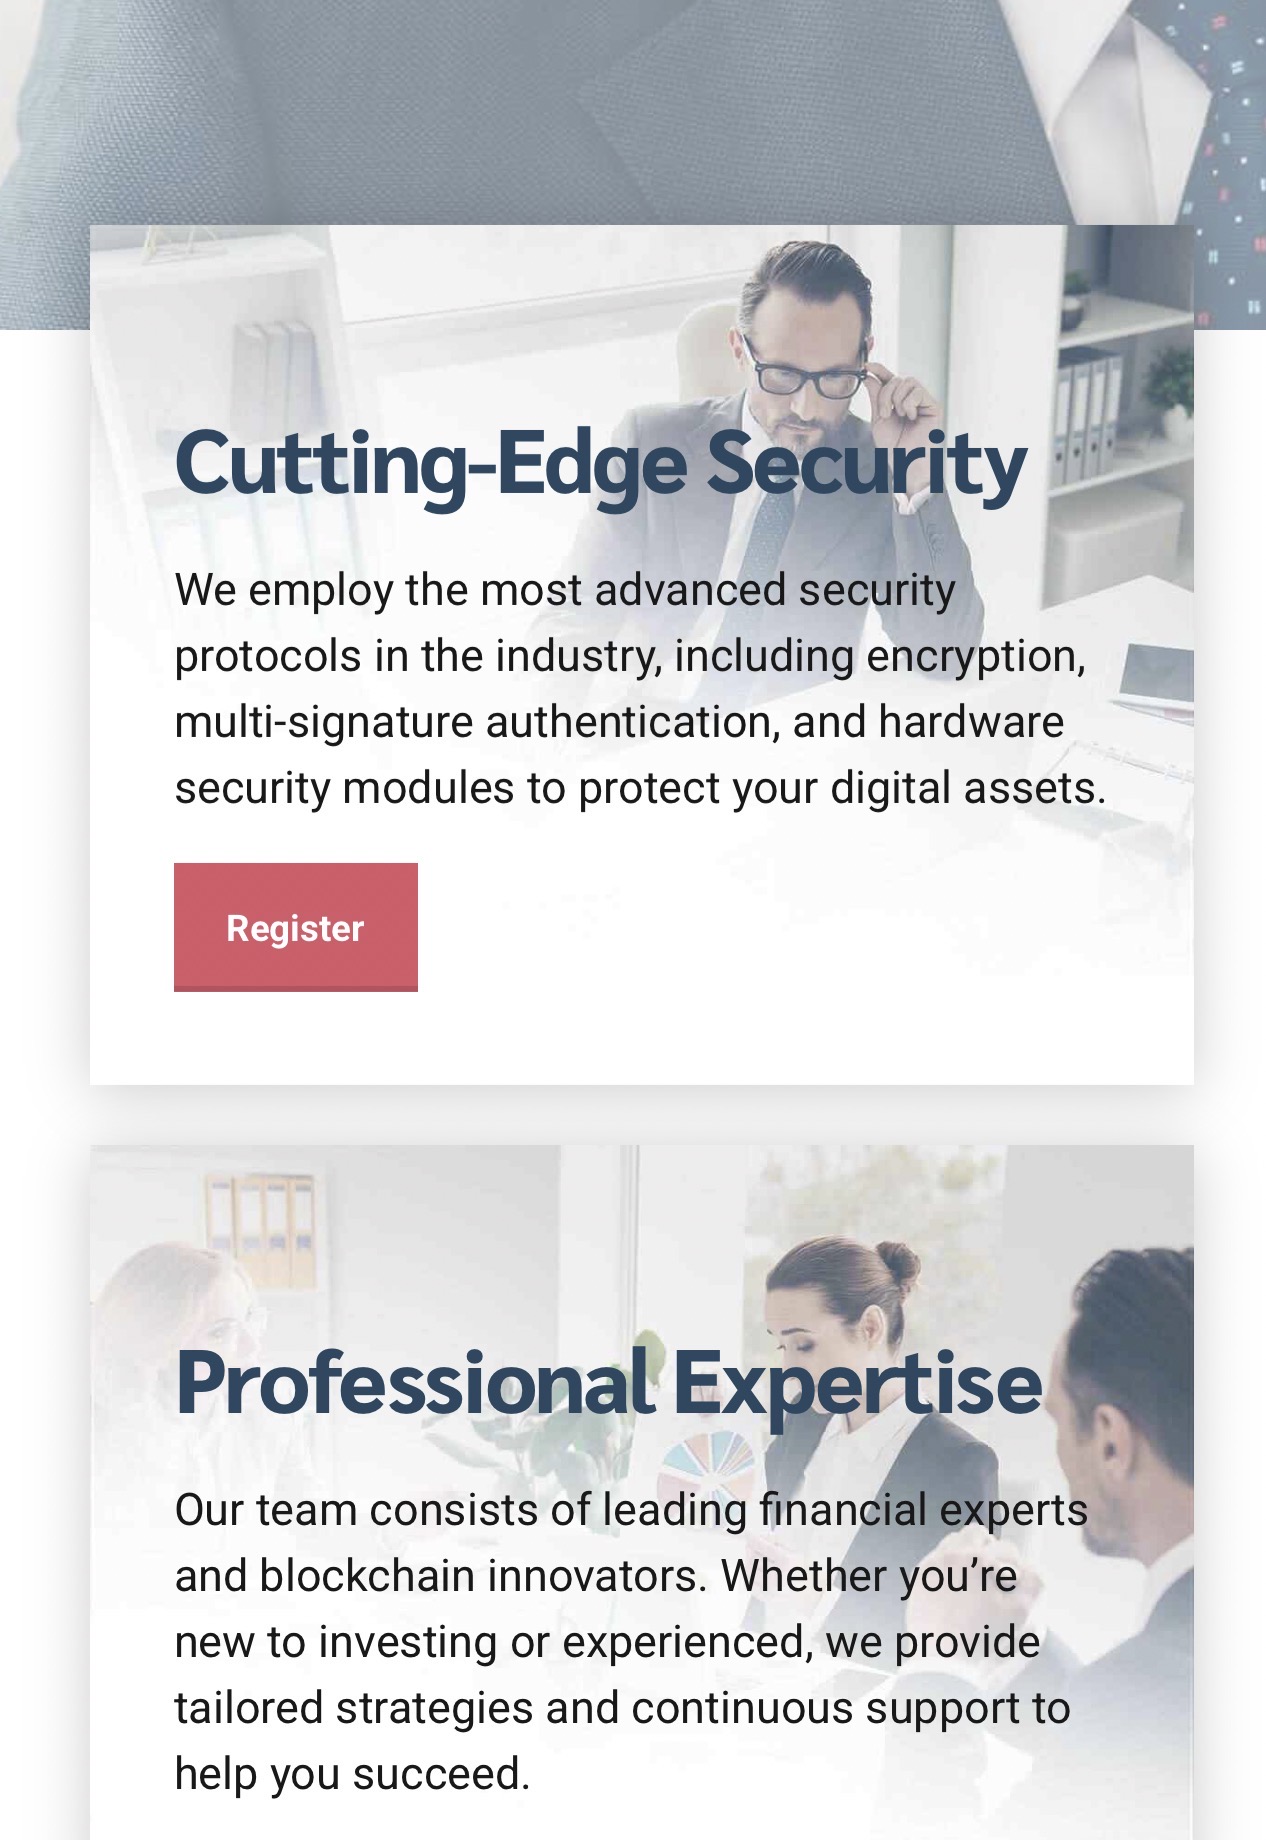 Cutting-Edge Security
We employ the most advanced security
protocols in the industry, including encryption,
multi-signature authentication, and hardware
security modules to protect your digital assets.
Register
Professional Expertise
Our team consists of leading financial experts
and blockchain innovators. Whether you’re
new to investing or experienced, we provide
tailored strategies and continuous support to
help you succeed.